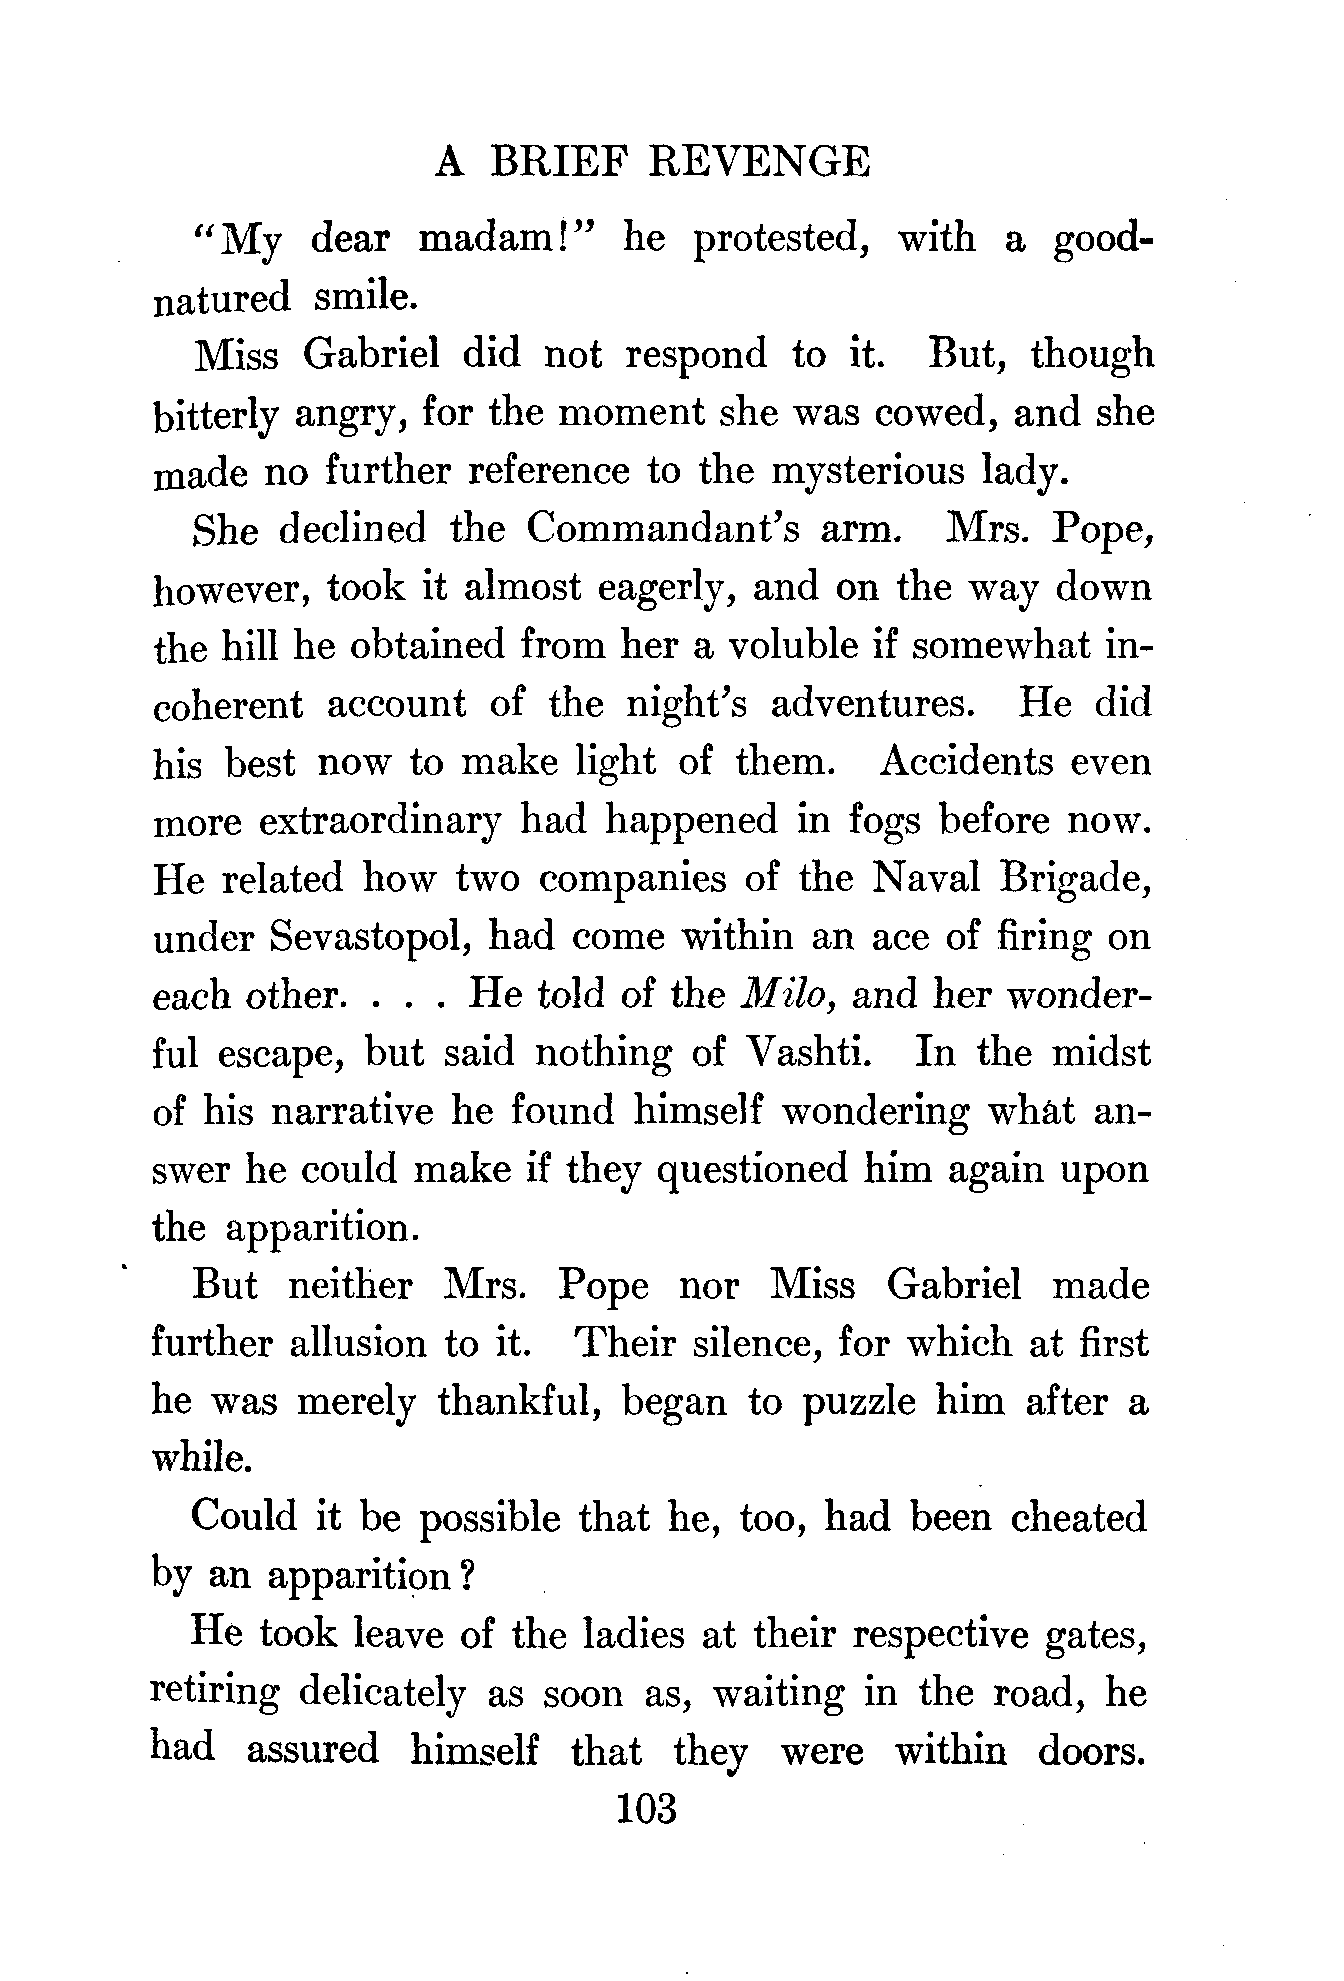 A BRIEF REVENGE
"My dear madam!" he protested, with a good-
natured smile.
Miss Gabriel did not respond to it. But, though
bitterly angry, for the moment she was cowed, and she
made no further reference to the mysterious lady.
She declined the Commandant's arm. Mrs. Pope,
however, took it almost eagerly, and on the way down
the hill he obtained from her a voluble if somewhat in-
coherent account of the night's adventures. He did
his best now to make light of them. Accidents even
more extraordinary had happened in fogs before now.
He related how two companies of the Naval Brigade,
under Sevastopol, had come within an ace of firing on
each other. . . . He told of the Milo, and her wonder-
ful escape, but said nothing of Vashti. In the midst
of his narrative he found himself wondering what an-
swer he could make if they questioned him again upon
the apparition.
But neither Mrs. Pope nor Miss Gabriel made
further allusion to it. Their silence, for which at first
he was merely thankful, began to puzzle him after a
while.
Could it be possible that he, too, had been cheated
by an apparition?
He took leave of the ladies at their respective gates,
retiring delicately as soon as, waiting in the road, he
had assured himself that they were within doors.
103